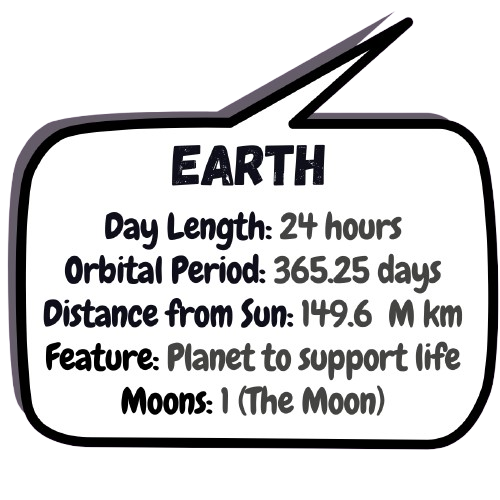 EARTH
Day Length: 24 hours
Orbital Period: 365.25 days
Distance from Sun: 149.6 M km
Feature: Planet to support life
Moons: 1 (The Moon)